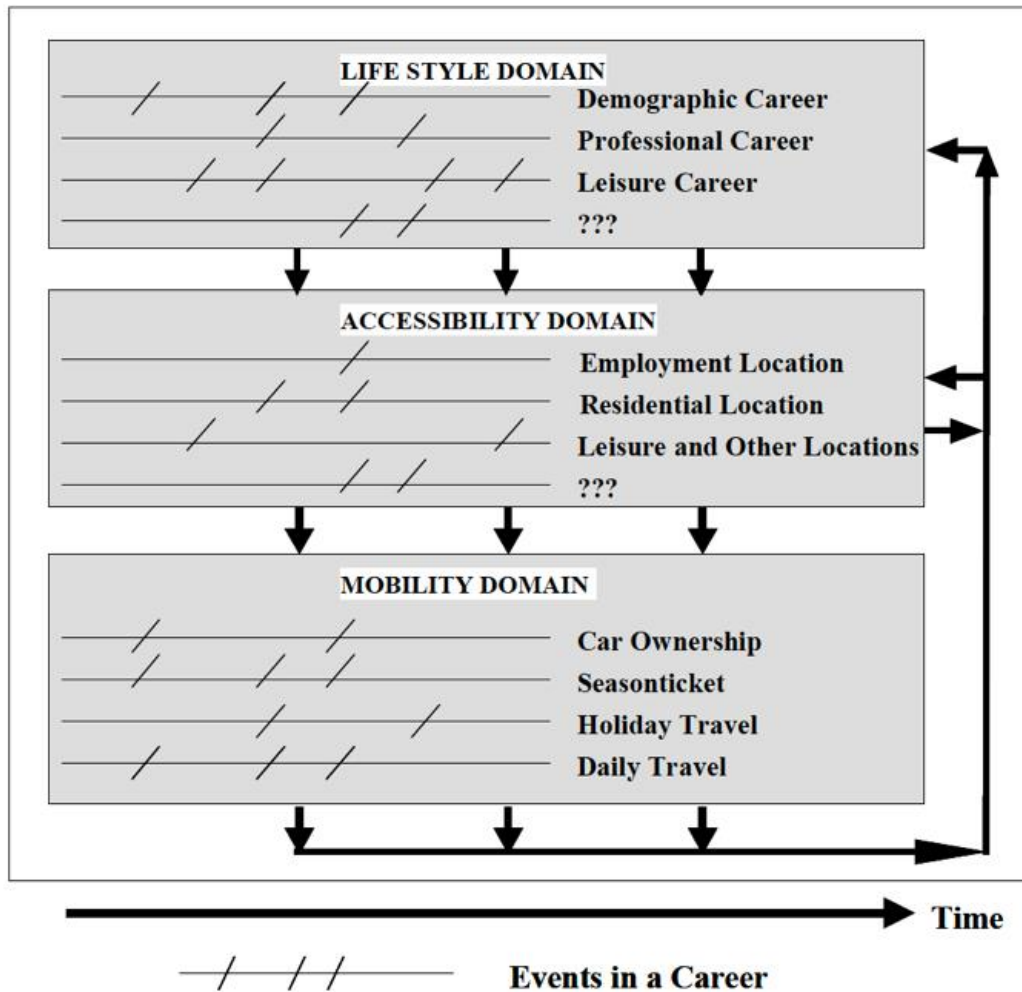 LIFE STYLE DOMAIN
Demographic Career
Professional Career
Leisure Career
???
ACCESSIBILITY DOMAIN
Employment Location
Residential Location
Leisure and Other Locations
???
MOBILITY DOMAIN
Car Ownership
Seasonticket
Holiday Travel
Daily Travel
Time
Events in a Career